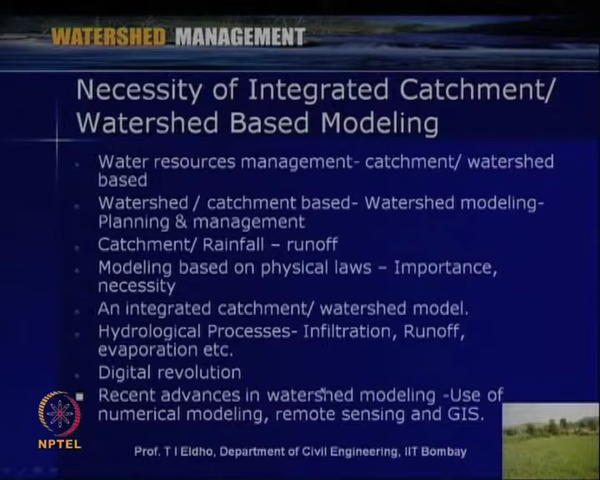 WATERSHED MANAGEMENT
Necessity of Integrated Catchment/
Watershed Based Modeling
Water resources management- catchment/ watershed
based
Watershed / catchment based- Watershed modeling-
Planning & management
Catchment/ Rainfall – runoff
Modeling based on physical laws – Importance,
necessity
An integrated catchment/ watershed model.
Hydrological Processes- Infiltration, Runoff,
evaporation etc.
Digital revolution
Recent advances in watershed modeling -Use of
numerical modeling, remote sensing and GIS.
NPTEL
Prof. T I Eldho, Department of Civil Engineering, IIT Bombay